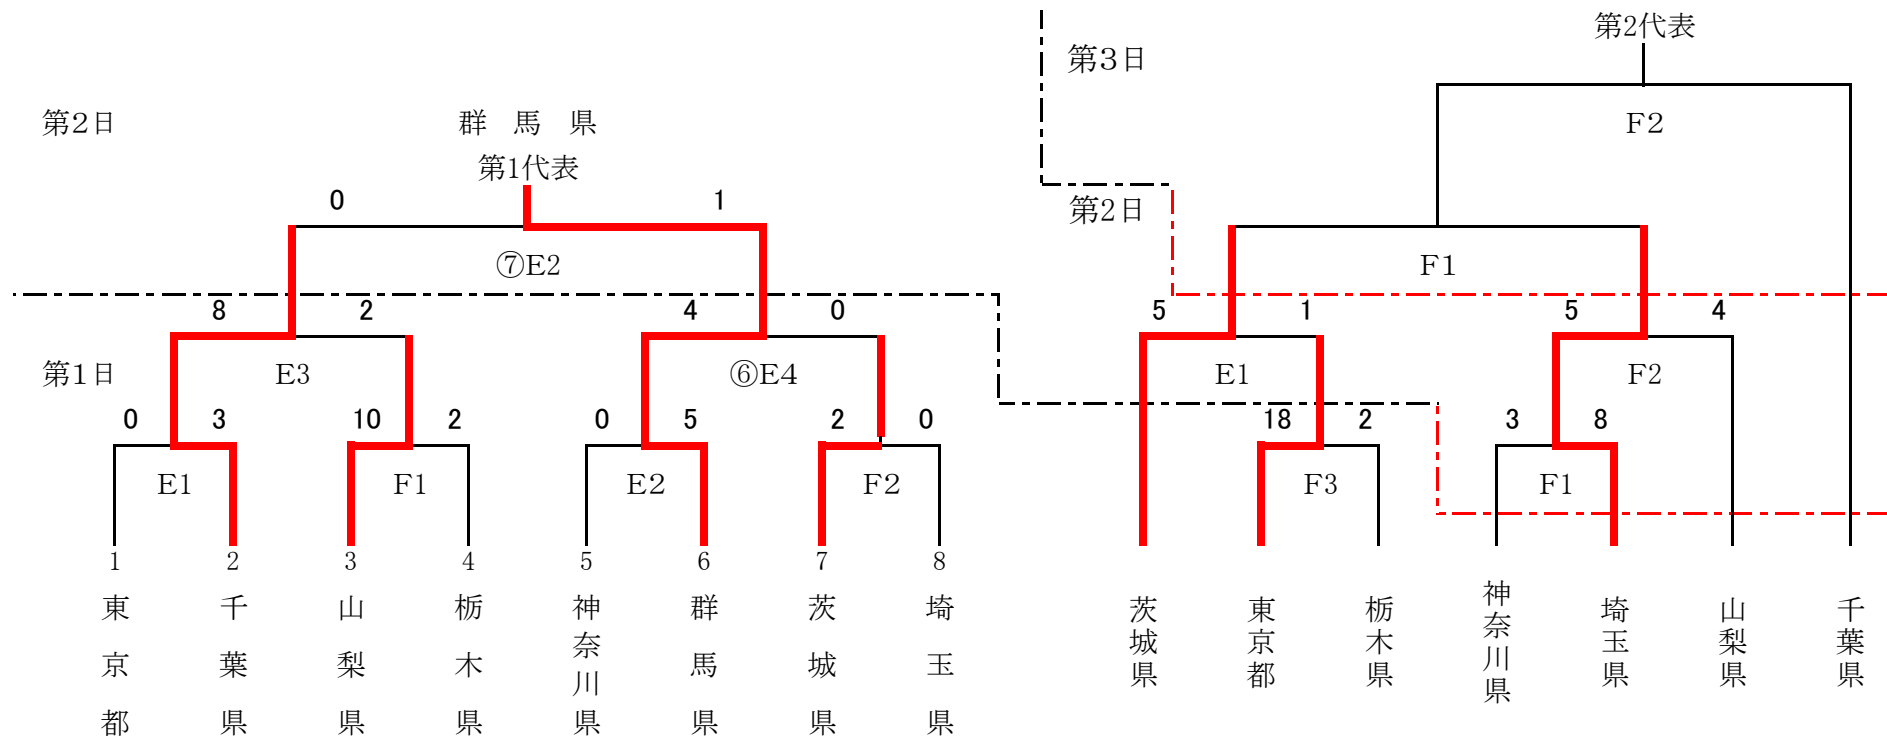 第2代表
第3日
第2日
群 馬 県
F2
第1代表
0 1
第2日
⑦E2
F1
8 2 4 0 5 1 5 4
第1日
E3
⑥E4
E1
F2
0 3 10 2 0 5 2 0 18 2 3 8
E1 F1 E2 F2 F3 F1
1 2 3 4 5 6 7 8
東京都
千葉県
山梨県
栃木県
神奈川県
群馬県
茨城県
埼玉県
茨城県
東京都
栃木県
神奈川県
埼玉県
山梨県
千葉県